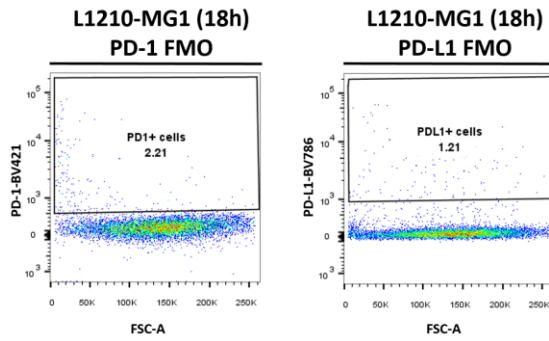 L1210-MG1 (18h)
PD-1 FMO
PD-1-BV421
10^5
10^4
10^3
0
10^3
PD1+ cells
2.21
0
50K
100K
150K
200K
250K
FSC-A
L1210-MG1 (18h)
PD-L1 FMO
PD-L1-BV786
10^5
10^4
10^3
0
10^3
PDL1+ cells
1.21
0
50K
100K
150K
200K
250K
FSC-A